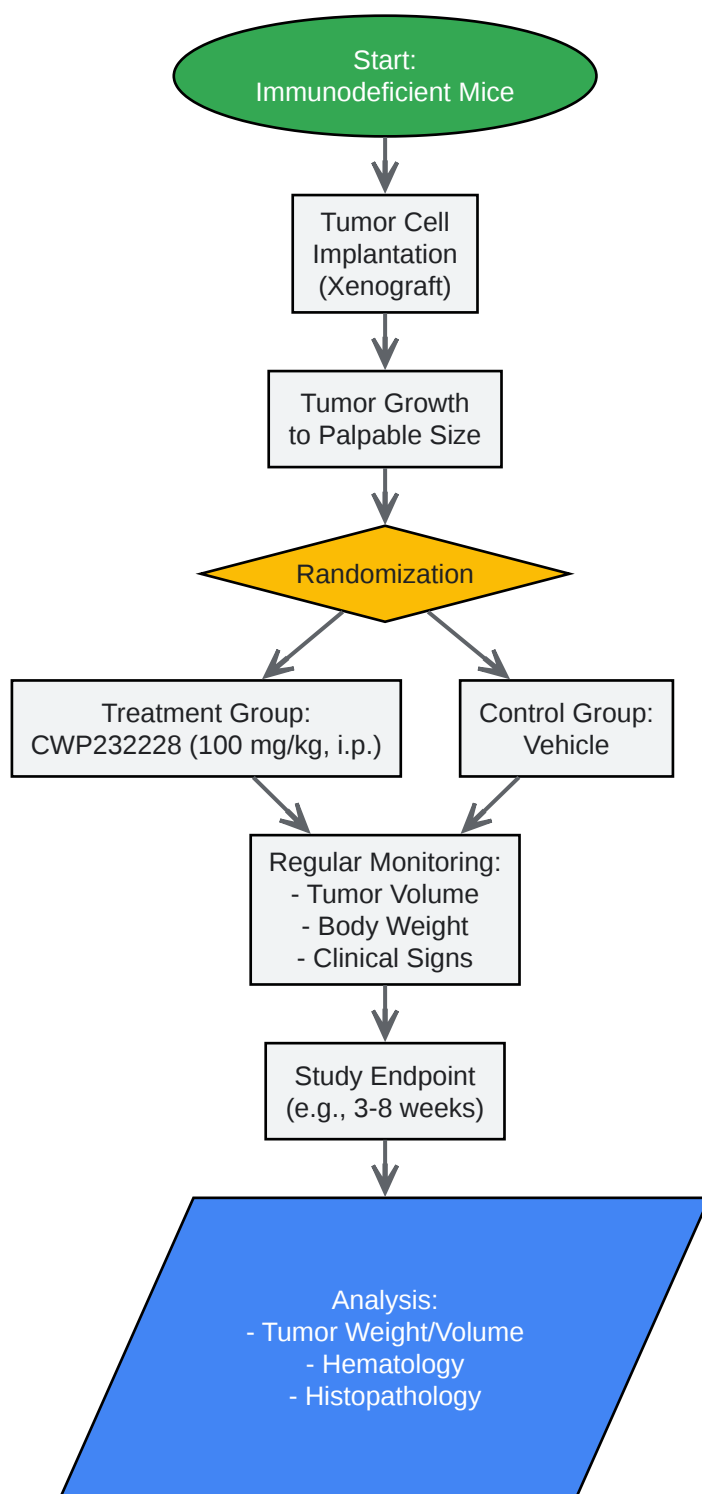 Start:
Immunodeficient Mice
Tumor Cell
Implantation
(Xenograft)
Tumor Growth
to Palpable Size
Randomization
Treatment Group:
CWP232228 (100 mg/kg, i.p.)
Control Group:
Vehicle
Regular Monitoring:
- Tumor Volume
- Body Weight
- Clinical Signs
Study Endpoint
(e.g., 3-8 weeks)
Analysis:
- Tumor Weight/Volume
- Hematology
- Histopathology